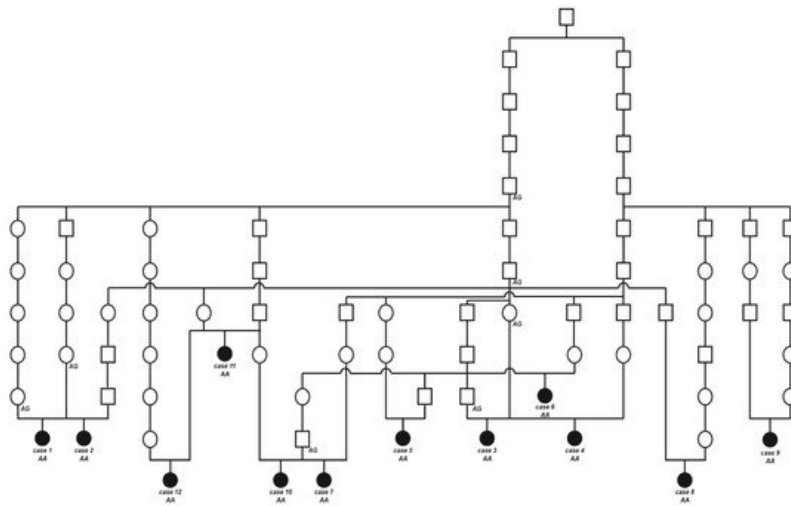 AG
AG
AG
AG
case 11
AA
AG
case 6
AA
AG
AG
case 1
AA
case 2
AA
AG
case 5
AA
case 3
AA
case 4
AA
case 9
AA
case 12
AA
case 10
AA
case 7
AA
case 8
AA